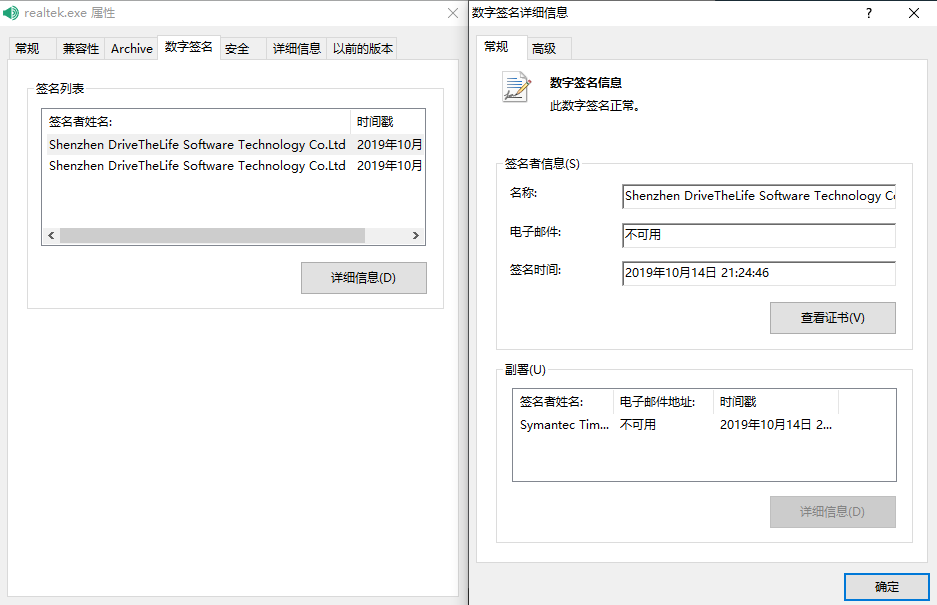 realtek.exe 属性
常规 兼容性 Archive 数字签名 安全 详细信息 以前的版本
签名列表
签名者姓名: 时间戳
Shenzhen DriveTheLife Software Technology Co.Ltd 2019年10月
Shenzhen DriveTheLife Software Technology Co.Ltd 2019年10月
详细信息(D)
数字签名详细信息
?
常规 高级
数字签名信息
此数字签名正常。
签名者信息(S)
名称: Shenzhen DriveTheLife Software Technology Co
电子邮件: 不可用
签名时间: 2019年10月14日 21:24:46
查看证书(V)
副署(U)
签名者姓名: 电子邮件地址: 时间戳
Symantec Tim... 不可用 2019年10月14日 2...
详细信息(D)
确定